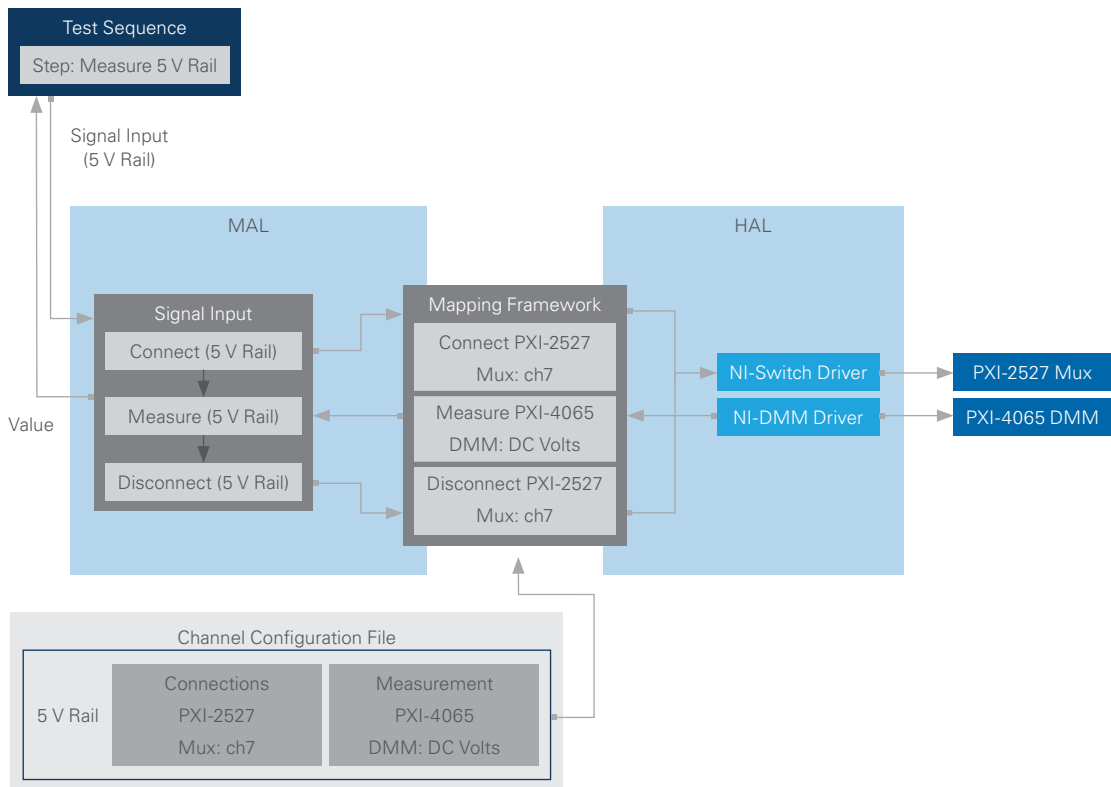 Test Sequence
Step: Measure 5 V Rail
Signal Input
(5 V Rail)
MAL
HAL
Signal Input
Connect (5 V Rail)
Measure (5 V Rail)
Disconnect (5 V Rail)
Value
Mapping Framework
Connect PXI-2527
Mux: ch7
Measure PXI-4065
DMM: DC Volts
Disconnect PXI-2527
Mux: ch7
NI-Switch Driver
NI-DMM Driver
PXI-2527 Mux
PXI-4065 DMM
Channel Configuration File
5 V Rail
Connections
PXI-2527
Mux: ch7
Measurement
PXI-4065
DMM: DC Volts